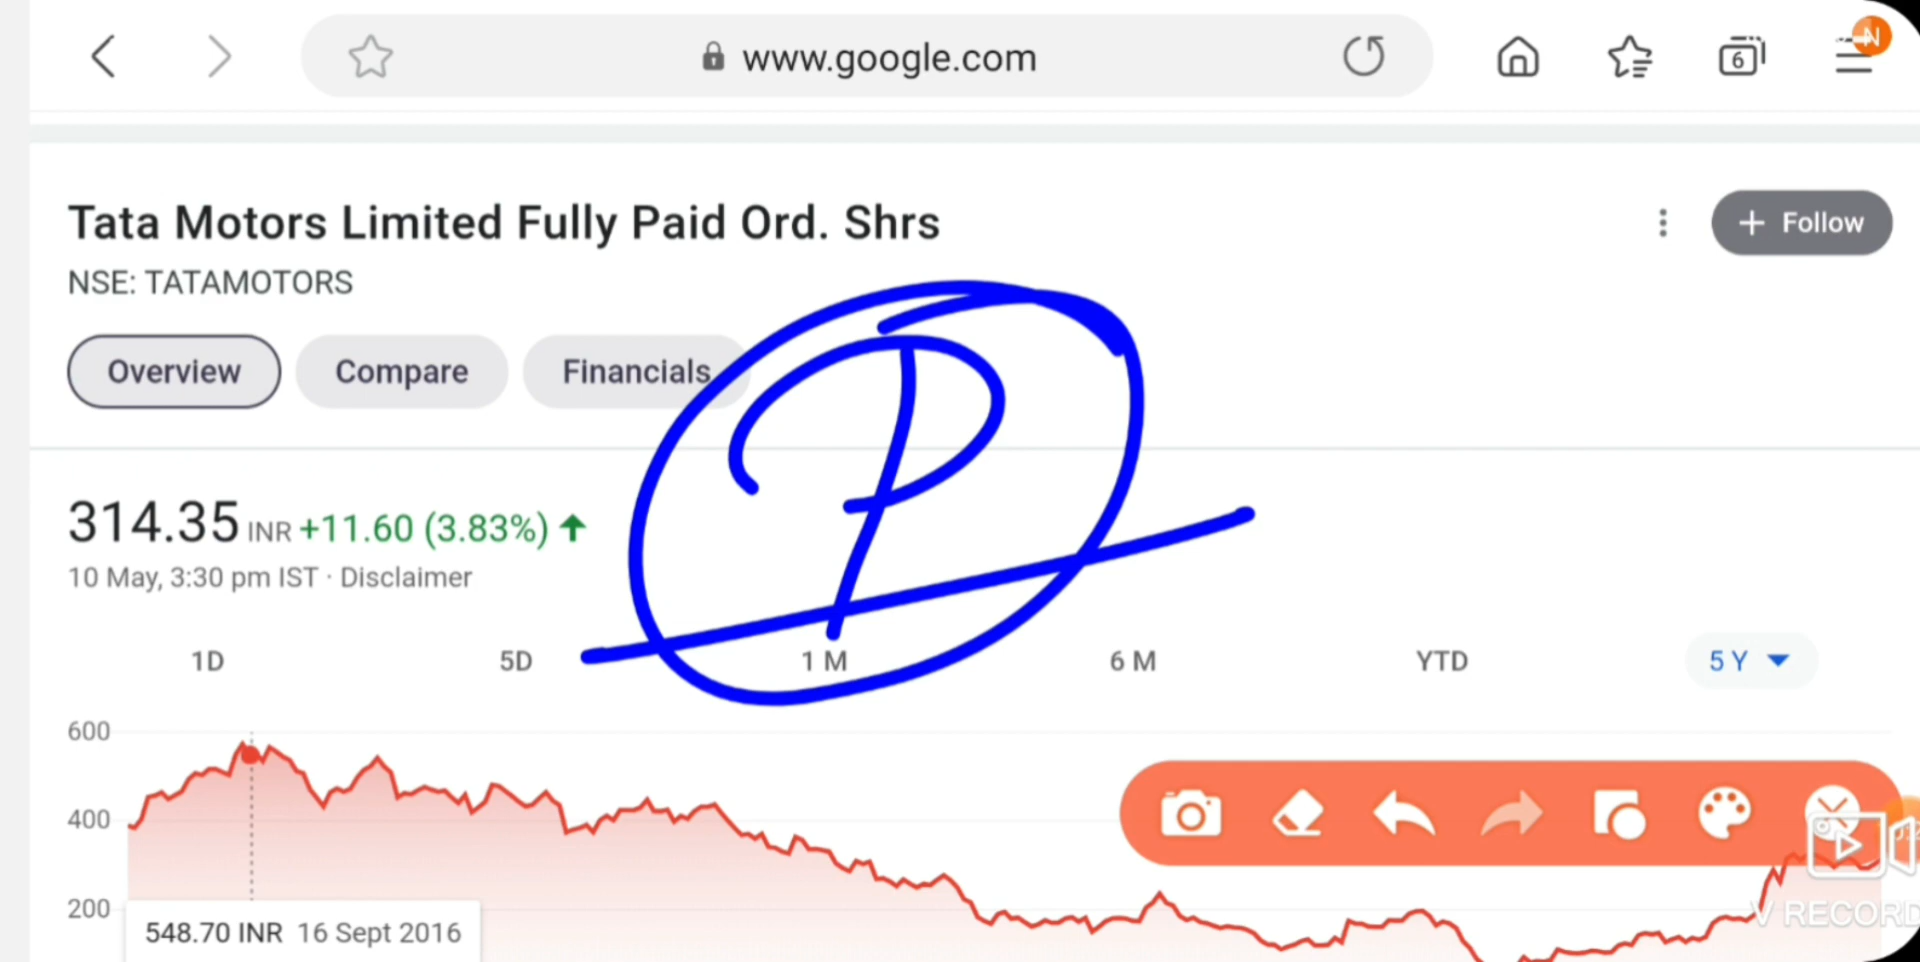 www.google.com
6
N
Tata Motors Limited Fully Paid Ord. Shrs
+ Follow
NSE: TATAMOTORS
Overview
Compare
Financials
P
314.35 INR +11.60 (3.83%)
10 May, 3:30 pm IST · Disclaimer
1D
5D
1 M
6 M
YTD
5 Y
600
400
200
548.70 INR 16 Sept 2016
V RECORD